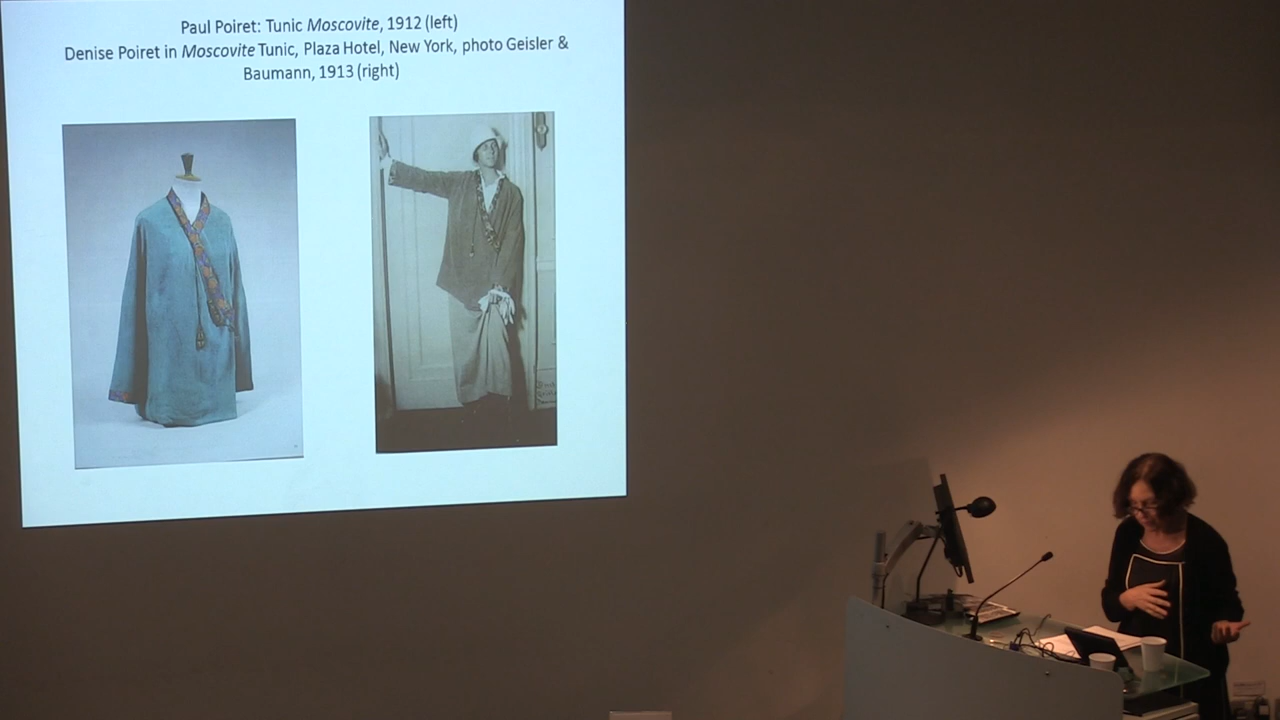 Paul Poiret: Tunic Moscovite, 1912 (left)
Denise Poiret in Moscovite Tunic, Plaza Hotel, New York, photo Geisler &
Baumann, 1913 (right)